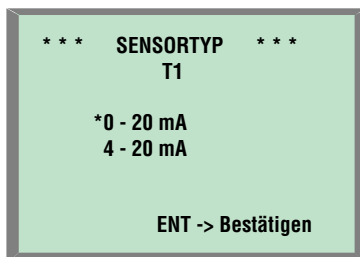 * * * SENSORTYP * * *
T1
*0 - 20 mA
4 - 20 mA
ENT -> Bestätigen